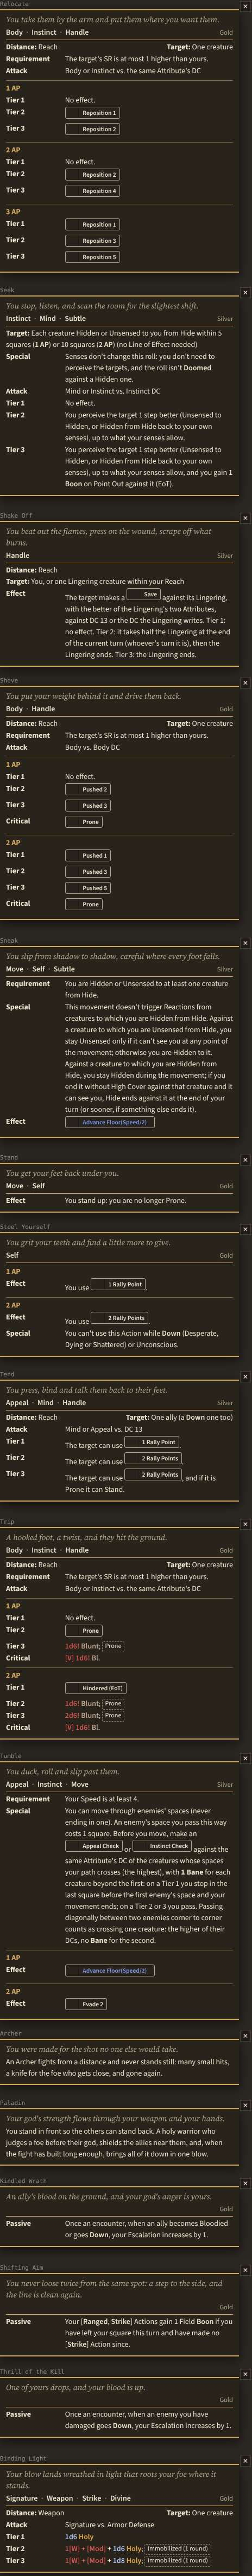 Relocate
You take them by the arm and put them where you want them.
Body · Instinct · Handle Gold
Distance: Reach Target: One creature
Requirement The target's SR is at most 1 higher than yours.
Attack Body or Instinct vs. the same Attribute's DC
1 AP
Tier 1 No effect.
Tier 2 Reposition 1
Tier 3 Reposition 2
2 AP
Tier 1 No effect.
Tier 2 Reposition 2
Tier 3 Reposition 4
3 AP
Tier 1 Reposition 1
Tier 2 Reposition 3
Tier 3 Reposition 5
Seek
You stop, listen, and scan the room for the slightest shift.
Instinct · Mind · Subtle Silver
Target: Each creature Hidden or Unsensed to you from Hide within 5
squares (1 AP) or 10 squares (2 AP) (no Line of Effect needed)
Special Senses don't change this roll: you don't need to
perceive the targets, and the roll isn't Doomed
against a Hidden one.
Attack Mind or Instinct vs. Instinct DC
Tier 1 No effect.
Tier 2 You perceive the target 1 step better (Unsensed to
Hidden, or Hidden from Hide back to your own
senses), up to what your senses allow.
Tier 3 You perceive the target 1 step better (Unsensed to
Hidden, or Hidden from Hide back to your own
senses), up to what your senses allow, and you gain 1
Boon on Point Out against it (EoT).
Shake Off
You beat out the flames, press on the wound, scrape off what
burns.
Handle Silver
Distance: Reach
Target: You, or one Lingering creature within your Reach
Effect The target makes a Save against its Lingering,
with the better of the Lingering's two Attributes,
against DC 13 or the DC the Lingering writes. Tier 1:
no effect. Tier 2: it takes half the Lingering at the end
of the current turn (whoever's turn it is), then the
Lingering ends. Tier 3: the Lingering ends.
Shove
You put your weight behind it and drive them back.
Body · Handle Gold
Distance: Reach Target: One creature
Requirement The target's SR is at most 1 higher than yours.
Attack Body vs. Body DC
1 AP
Tier 1 No effect.
Tier 2 Pushed 2
Tier 3 Pushed 3
Critical Prone
2 AP
Tier 1 Pushed 1
Tier 2 Pushed 3
Tier 3 Pushed 5
Critical Prone
Sneak
You slip from shadow to shadow, careful where every foot falls.
Move · Self · Subtle Silver
Requirement You are Hidden or Unsensed to at least one creature
from Hide.
Special This movement doesn't trigger Reactions from
creatures to which you are Hidden from Hide. Against
a creature to which you are Unsensed from Hide, you
stay Unsensed only if it can't see you at any point of
the movement; otherwise you are Hidden to it.
Against a creature to which you are Hidden from
Hide, you stay Hidden during the movement; if you
end it without High Cover against that creature and it
can see you, Hide ends against it at the end of your
turn (or sooner, if something else ends it).
Effect Advance Floor(Speed/2)
Stand
You get your feet back under you.
Move · Self Gold
Effect You stand up: you are no longer Prone.
Steel Yourself
You grit your teeth and find a little more to give.
Self Gold
1 AP
Effect You use 1 Rally Point.
2 AP
Effect You use 2 Rally Points.
Special You can't use this Action while Down (Desperate,
Dying or Shattered) or Unconscious.
Tend
You press, bind and talk them back to their feet.
Appeal · Mind · Handle Silver
Distance: Reach Target: One ally (a Down one too)
Attack Mind or Appeal vs. DC 13
Tier 1 The target can use 1 Rally Point.
Tier 2 The target can use 2 Rally Points.
Tier 3 The target can use 2 Rally Points, and if it is
Prone it can Stand.
Trip
A hooked foot, a twist, and they hit the ground.
Body · Instinct · Handle Gold
Distance: Reach Target: One creature
Requirement The target's SR is at most 1 higher than yours.
Attack Body or Instinct vs. the same Attribute's DC
1 AP
Tier 1 No effect.
Tier 2 Prone
Tier 3 1d6! Blunt; Prone
Critical [V] 1d6! Bl.
2 AP
Tier 1 Hindered (EoT)
Tier 2 1d6! Blunt; Prone
Tier 3 2d6! Blunt; Prone
Critical [V] 1d6! Bl.
Tumble
You duck, roll and slip past them.
Appeal · Instinct · Move Silver
Requirement Your Speed is at least 4.
Special You can move through enemies' spaces (never
ending in one). An enemy's space you pass this way
costs 1 square. Before you move, make an
Appeal Check or Instinct Check against the
same Attribute's DC of the creatures whose spaces
your path crosses (the highest), with 1 Bane for each
creature beyond the first: on a Tier 1 you stop in the
last square before the first enemy's space and your
movement ends; on a Tier 2 or 3 you pass. Passing
diagonally between two enemies corner to corner
counts as crossing one creature: the higher of their
DCs, no Bane for the second.
1 AP
Effect Advance Floor(Speed/2)
2 AP
Effect Evade 2
Archer
You were made for the shot no one else would take.
An Archer fights from a distance and never stands still: many small hits,
a knife for the foe who gets close, and gone again.
Paladin
Your god's strength flows through your weapon and your hands.
You stand in front so the others can stand back. A holy warrior who
judges a foe before their god, shields the allies near them, and, when
the fight has built long enough, brings all of it down in one blow.
Kindled Wrath
An ally's blood on the ground, and your god's anger is yours.
Gold
Passive Once an encounter, when an ally becomes Bloodied
or goes Down, your Escalation increases by 1.
Shifting Aim
You never loose twice from the same spot: a step to the side, and
the line is clean again.
Gold
Passive Your [Ranged, Strike] Actions gain 1 Field Boon if you
have left your square this turn and have made no
[Strike] Action since.
Thrill of the Kill
One of yours drops, and your blood is up.
Gold
Passive Once an encounter, when an enemy you have
damaged goes Down, your Escalation increases by 1.
Binding Light
Your blow lands wreathed in light that roots your foe where it
stands.
Signature · Weapon · Strike · Divine Gold
Distance: Weapon Target: One creature
Attack Signature vs. Armor Defense
Tier 1 1d6 Holy
Tier 2 1[W] + [Mod] + 1d6 Holy; Immobilized (1 round)
Tier 3 1[W] + [Mod] + 1d8 Holy; Immobilized (1 round)